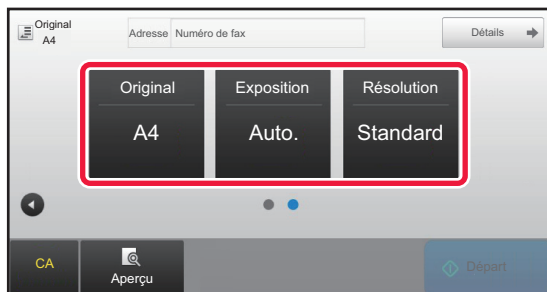 Original
A4
Adresse Numéro de fax
Détails
Original Exposition Résolution
A4 Auto. Standard
CA
Aperçu
Départ